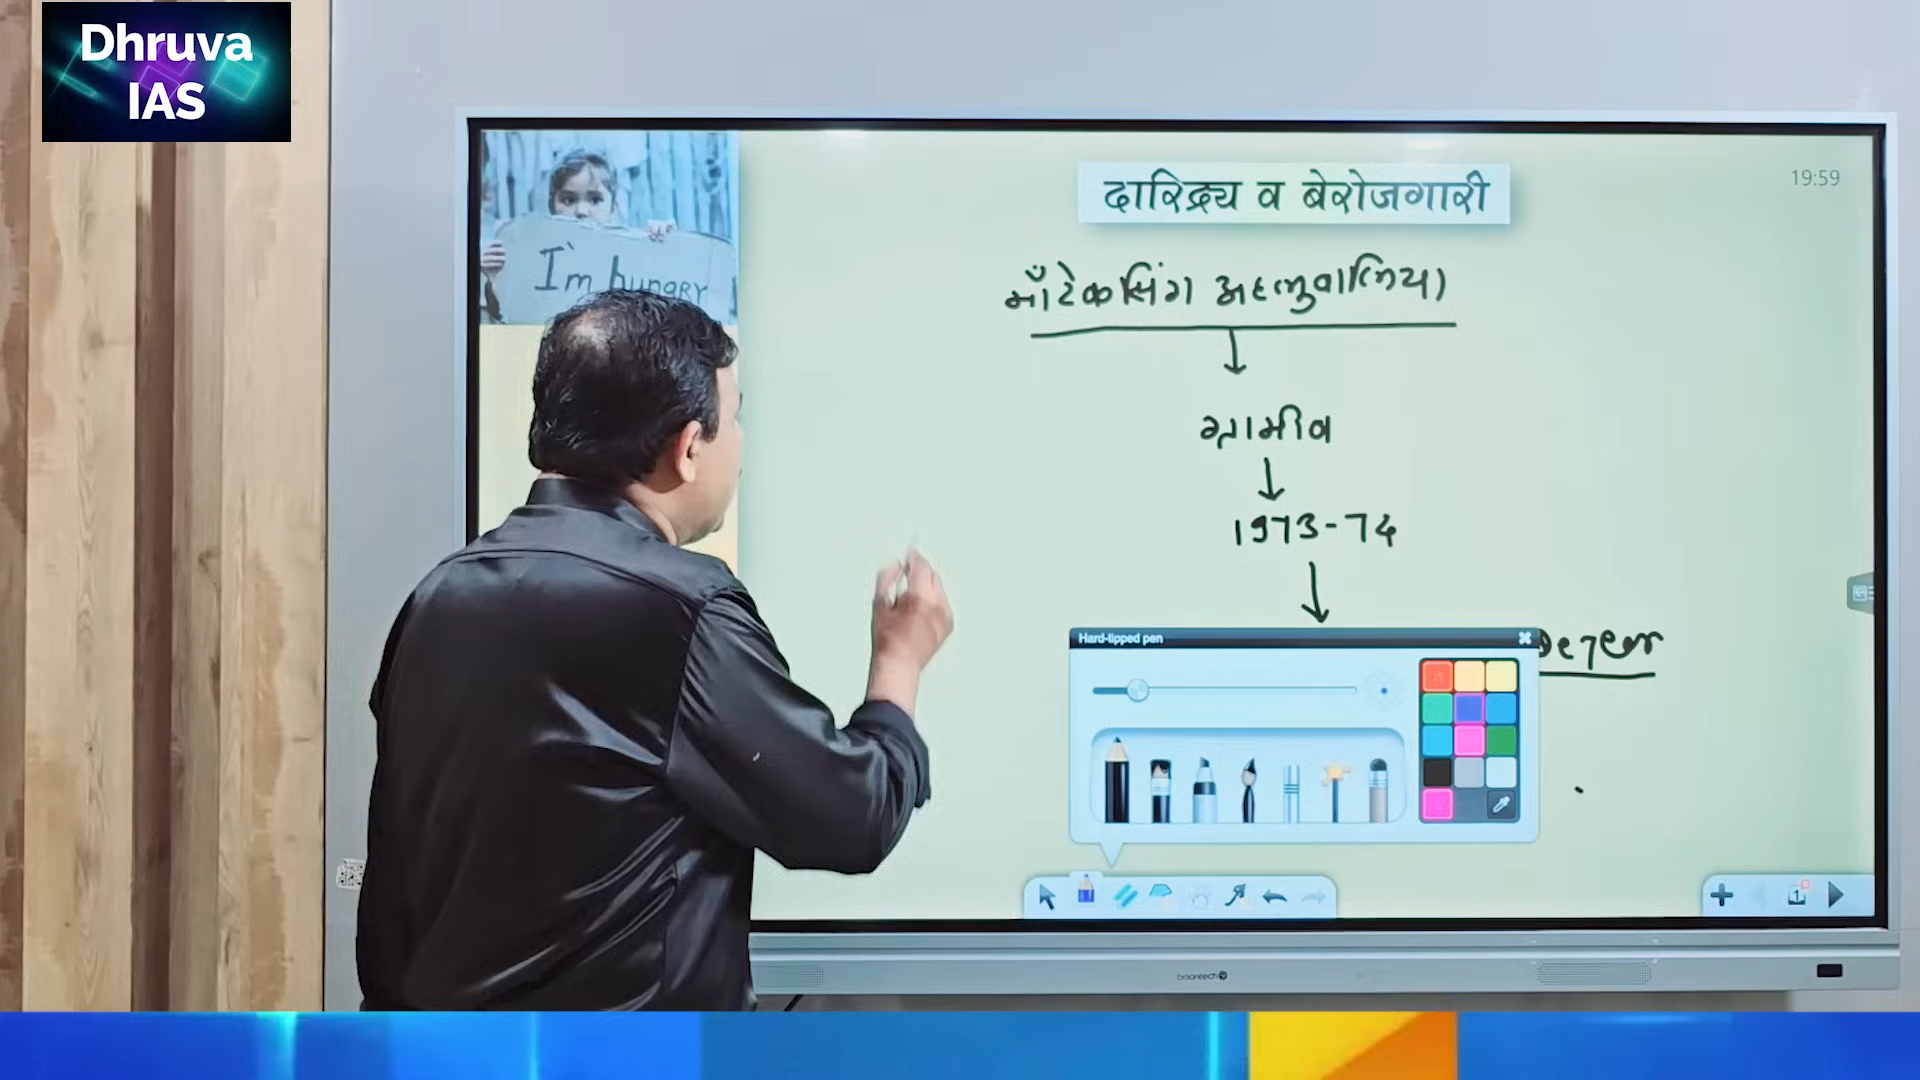 Dhruva
IAS
I'm hungry
दारिद्र्य व बेरोजगारी
19:59
माँटेकसिंग अहलुवालिया
ग्रामीण
1973-74
Hard-tipped pen